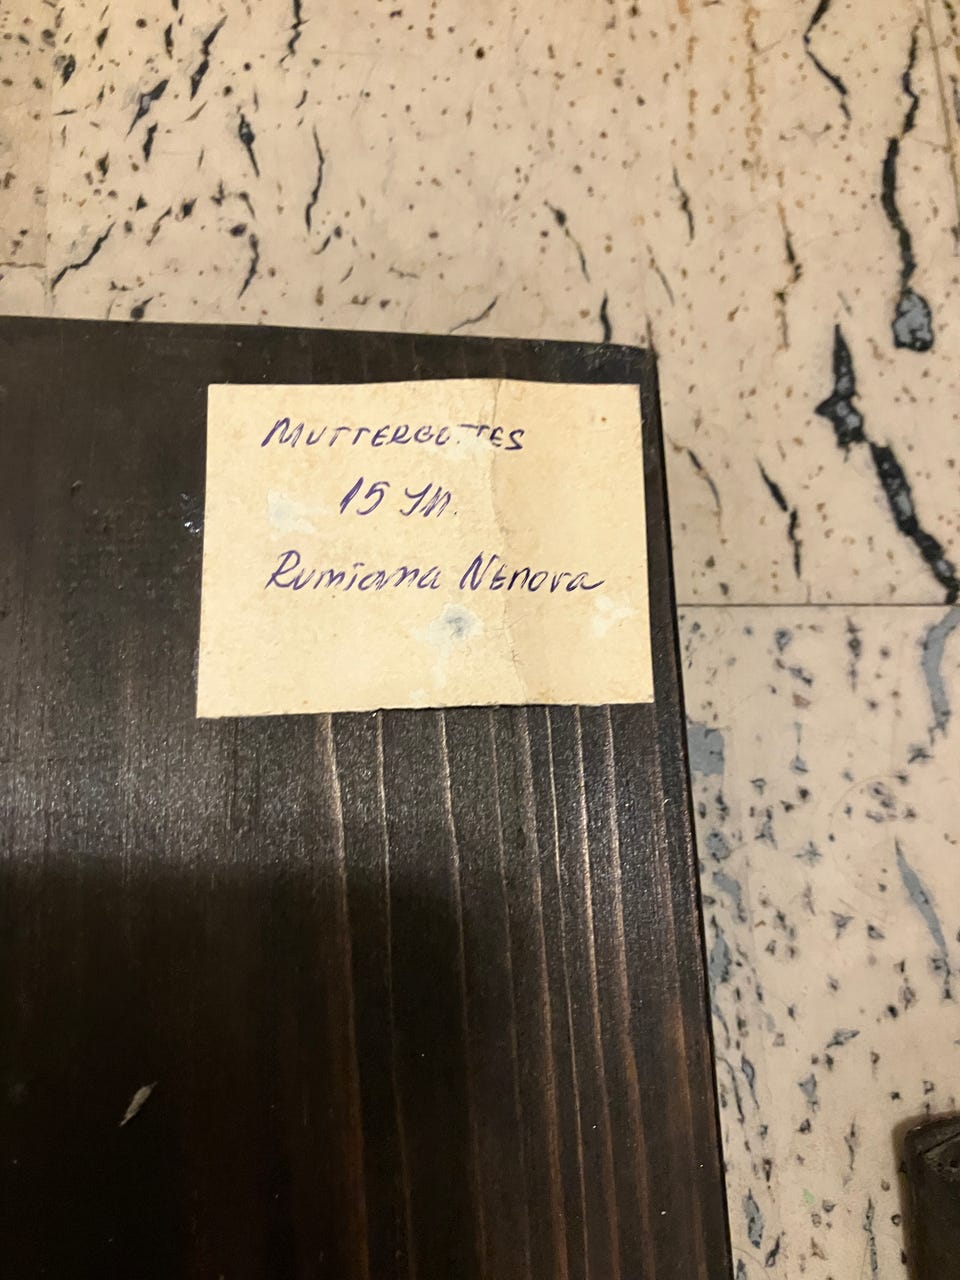 MUTTERGOTTES
15 JH.
Rumiana Nenova